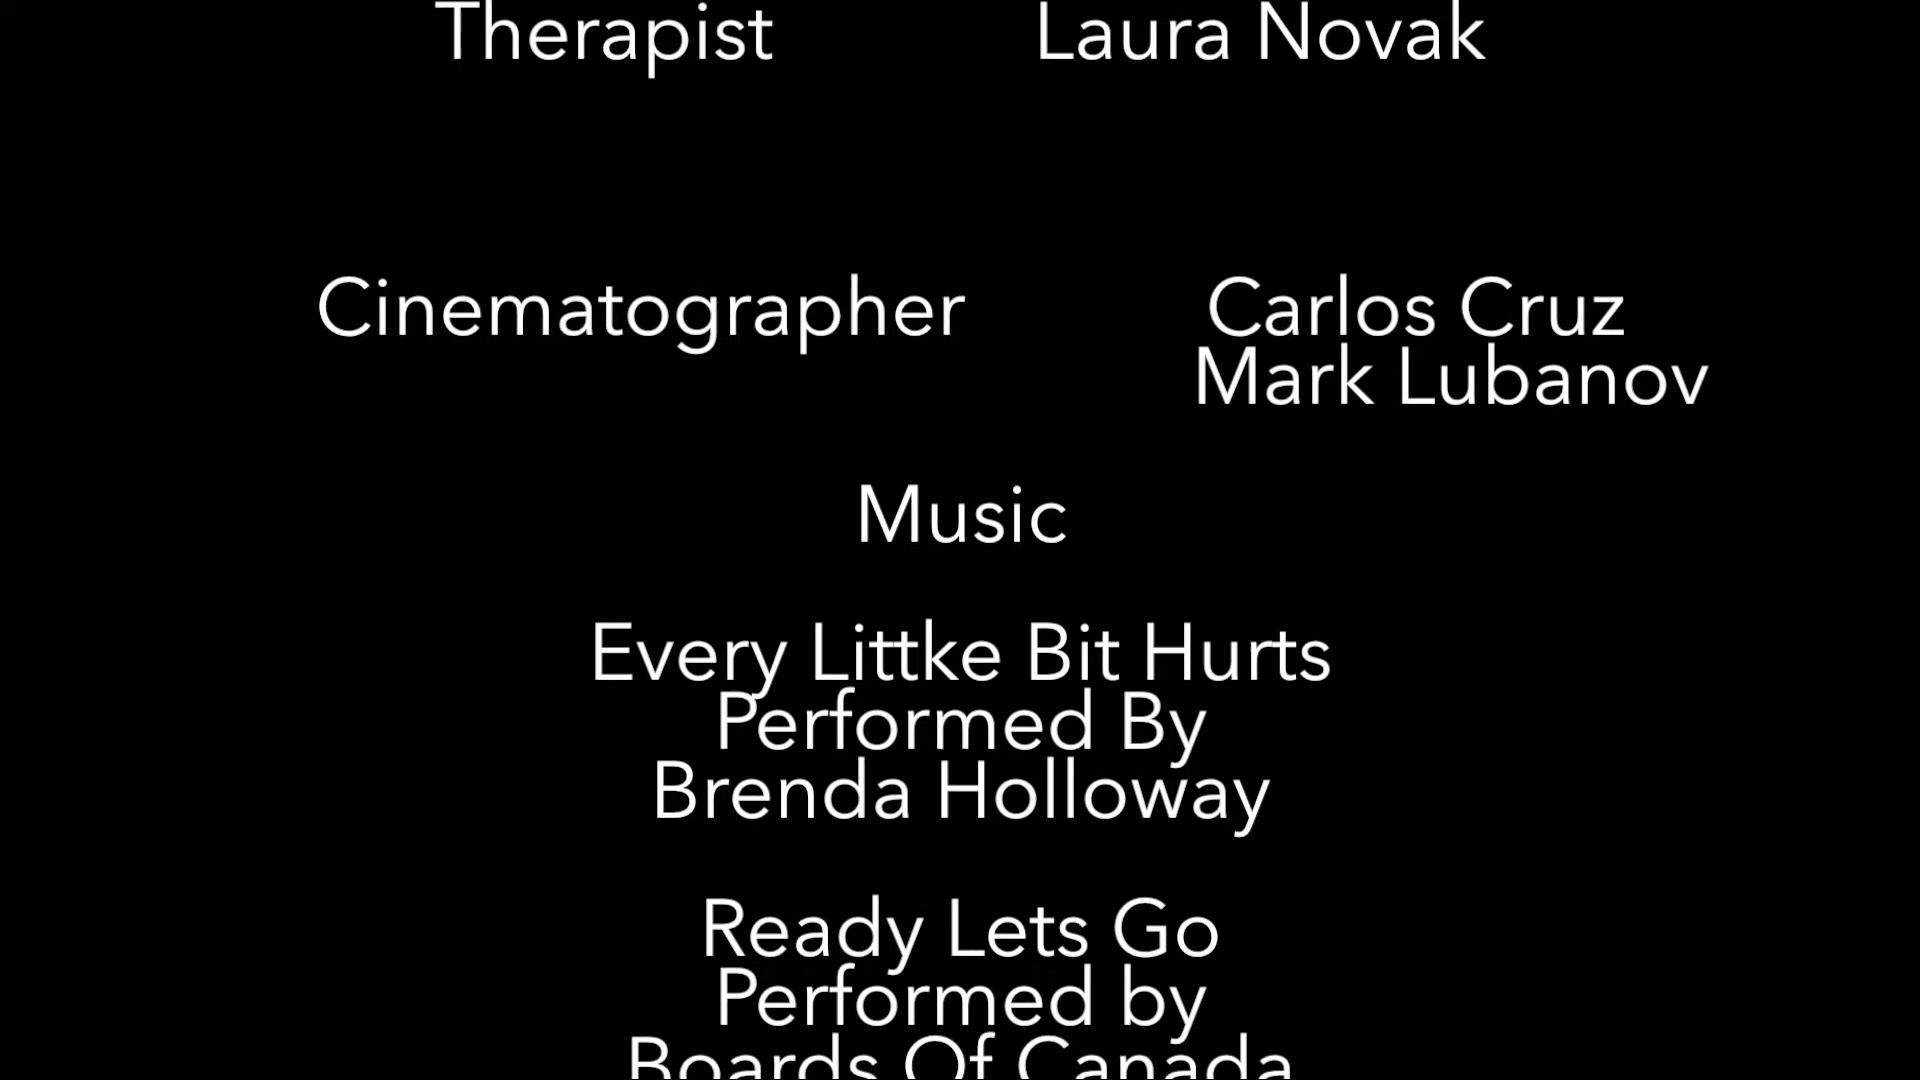 Therapist Laura Novak
Cinematographer Carlos Cruz
Mark Lubanov
Music
Every Littke Bit Hurts
Performed By
Brenda Holloway
Ready Lets Go
Performed by
Boards Of Canada